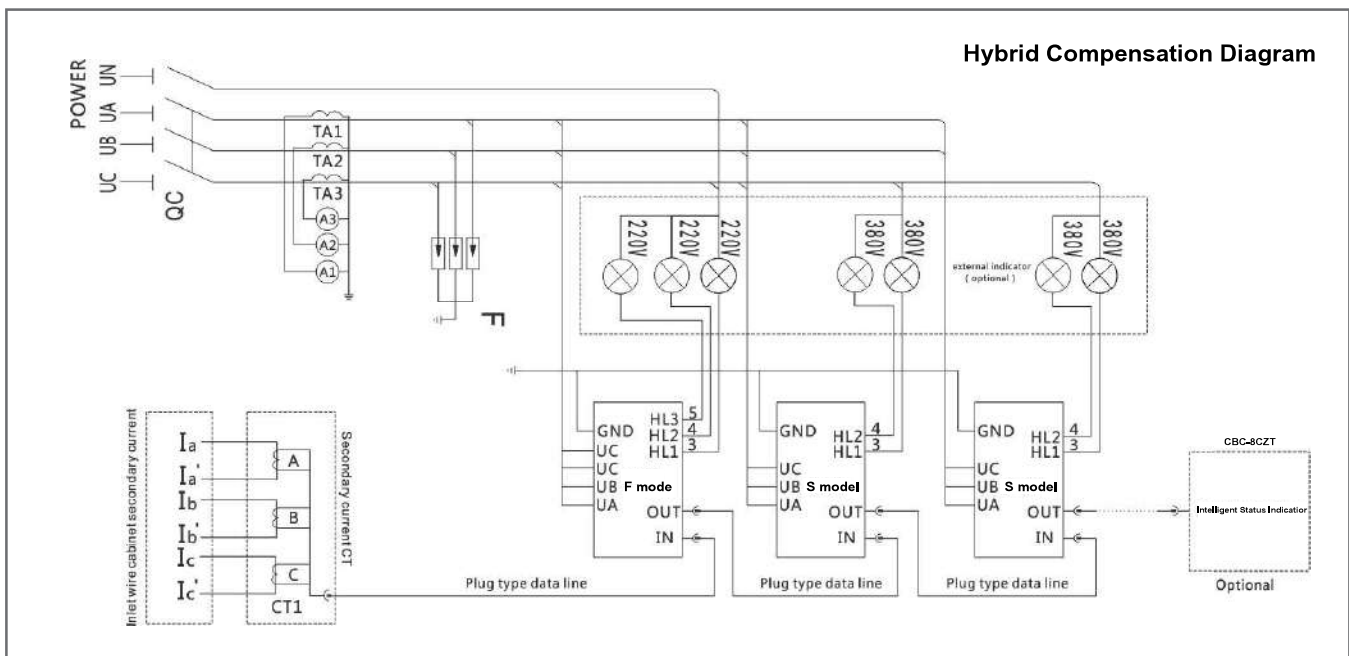 Hybrid Compensation Diagram
POWER
UN
UA
UB
UC
QC
TA1
TA2
TA3
A3
A2
A1
F
220V
220V
220V
380V
380V
external indicator
( optional )
380V
380V
GND
HL3
5
HL2
4
HL1
3
UC
UC
UB
UA
F mode
OUT
IN
GND
HL2
4
HL1
3
UC
UB
UA
S model
OUT
IN
GND
HL2
4
HL1
3
UC
UB
UA
S model
OUT
IN
CBC-8CZT
Intelligent Status Indicatior
Optional
Inlet wire cabinet secondary current
Ia
Ia'
Ib
Ib'
Ic
Ic'
A
B
C
CT1
Secondary current CT
Plug type data line
Plug type data line
Plug type data line